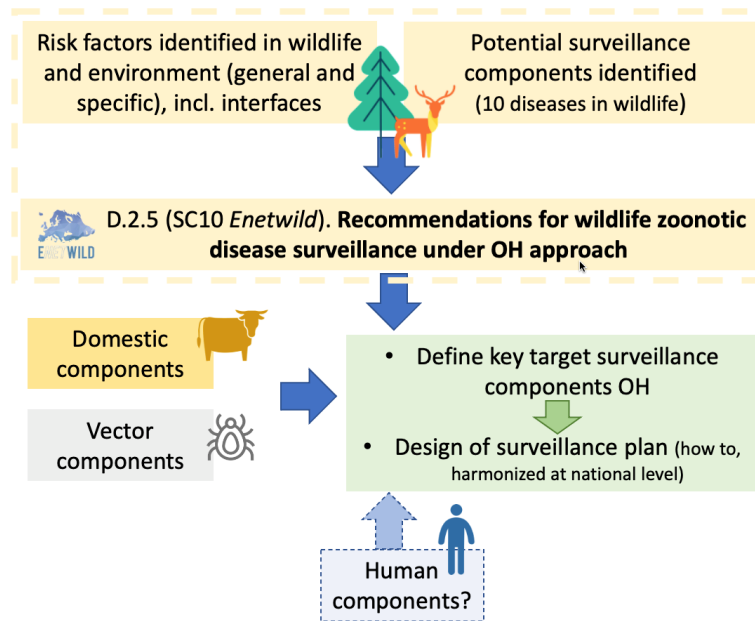 Risk factors identified in wildlife
and environment (general and
specific), incl. interfaces
Potential surveillance
components identified
(10 diseases in wildlife)
ENETWILD
D.2.5 (SC10 Enetwild). Recommendations for wildlife zoonotic
disease surveillance under OH approach
Domestic
components
Vector
components
• Define key target surveillance
components OH
• Design of surveillance plan (how to,
harmonized at national level)
Human
components?